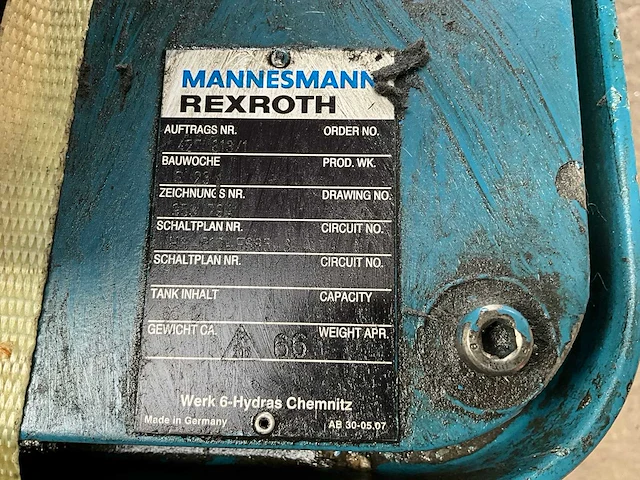 MANNESMANN
REXROTH
AUFTRAGS NR. ORDER NO.
BAUWOCHE PROD. WK.
ZEICHNUNGS NR. DRAWING NO.
SCHALTPLAN NR. CIRCUIT NO.
SCHALTPLAN NR. CIRCUIT NO.
TANK INHALT CAPACITY
GEWICHT CA. WEIGHT APR.
66
Werk 6-Hydras Chemnitz
Made in Germany AB 30-05.07